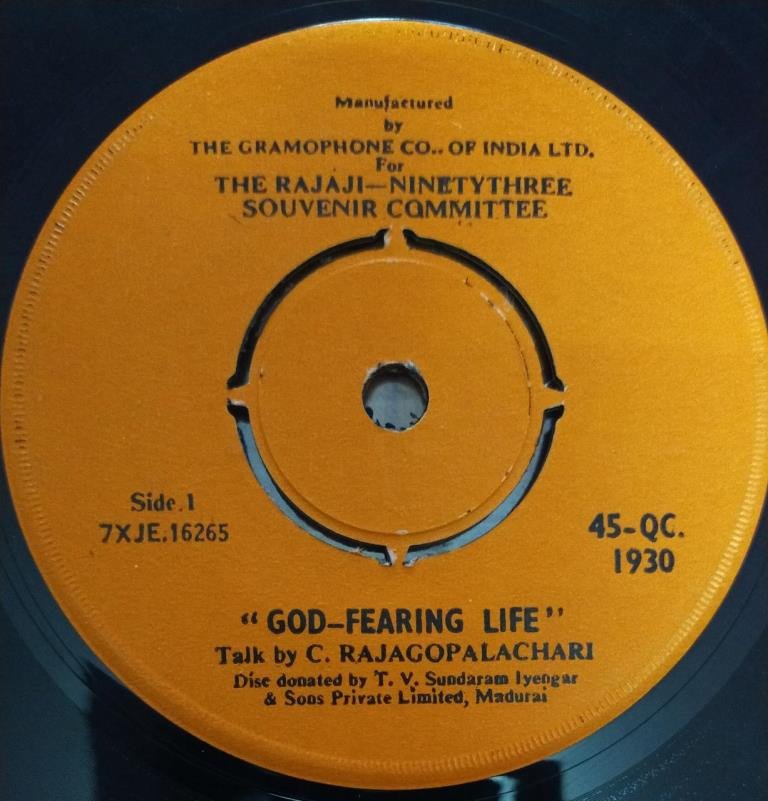 Manufactured
by
THE GRAMOPHONE CO.. OF INDIA LTD.
For
THE RAJAJI—NINETYTHREE
SOUVENIR COMMITTEE
Side.1
7XJE.16265
45-QC.
1930
“GOD-FEARING LIFE”
Talk by C. RAJAGOPALACHARI
Disc donated by T. V. Sundaram Iyengar
& Sons Private Limited, Madurai